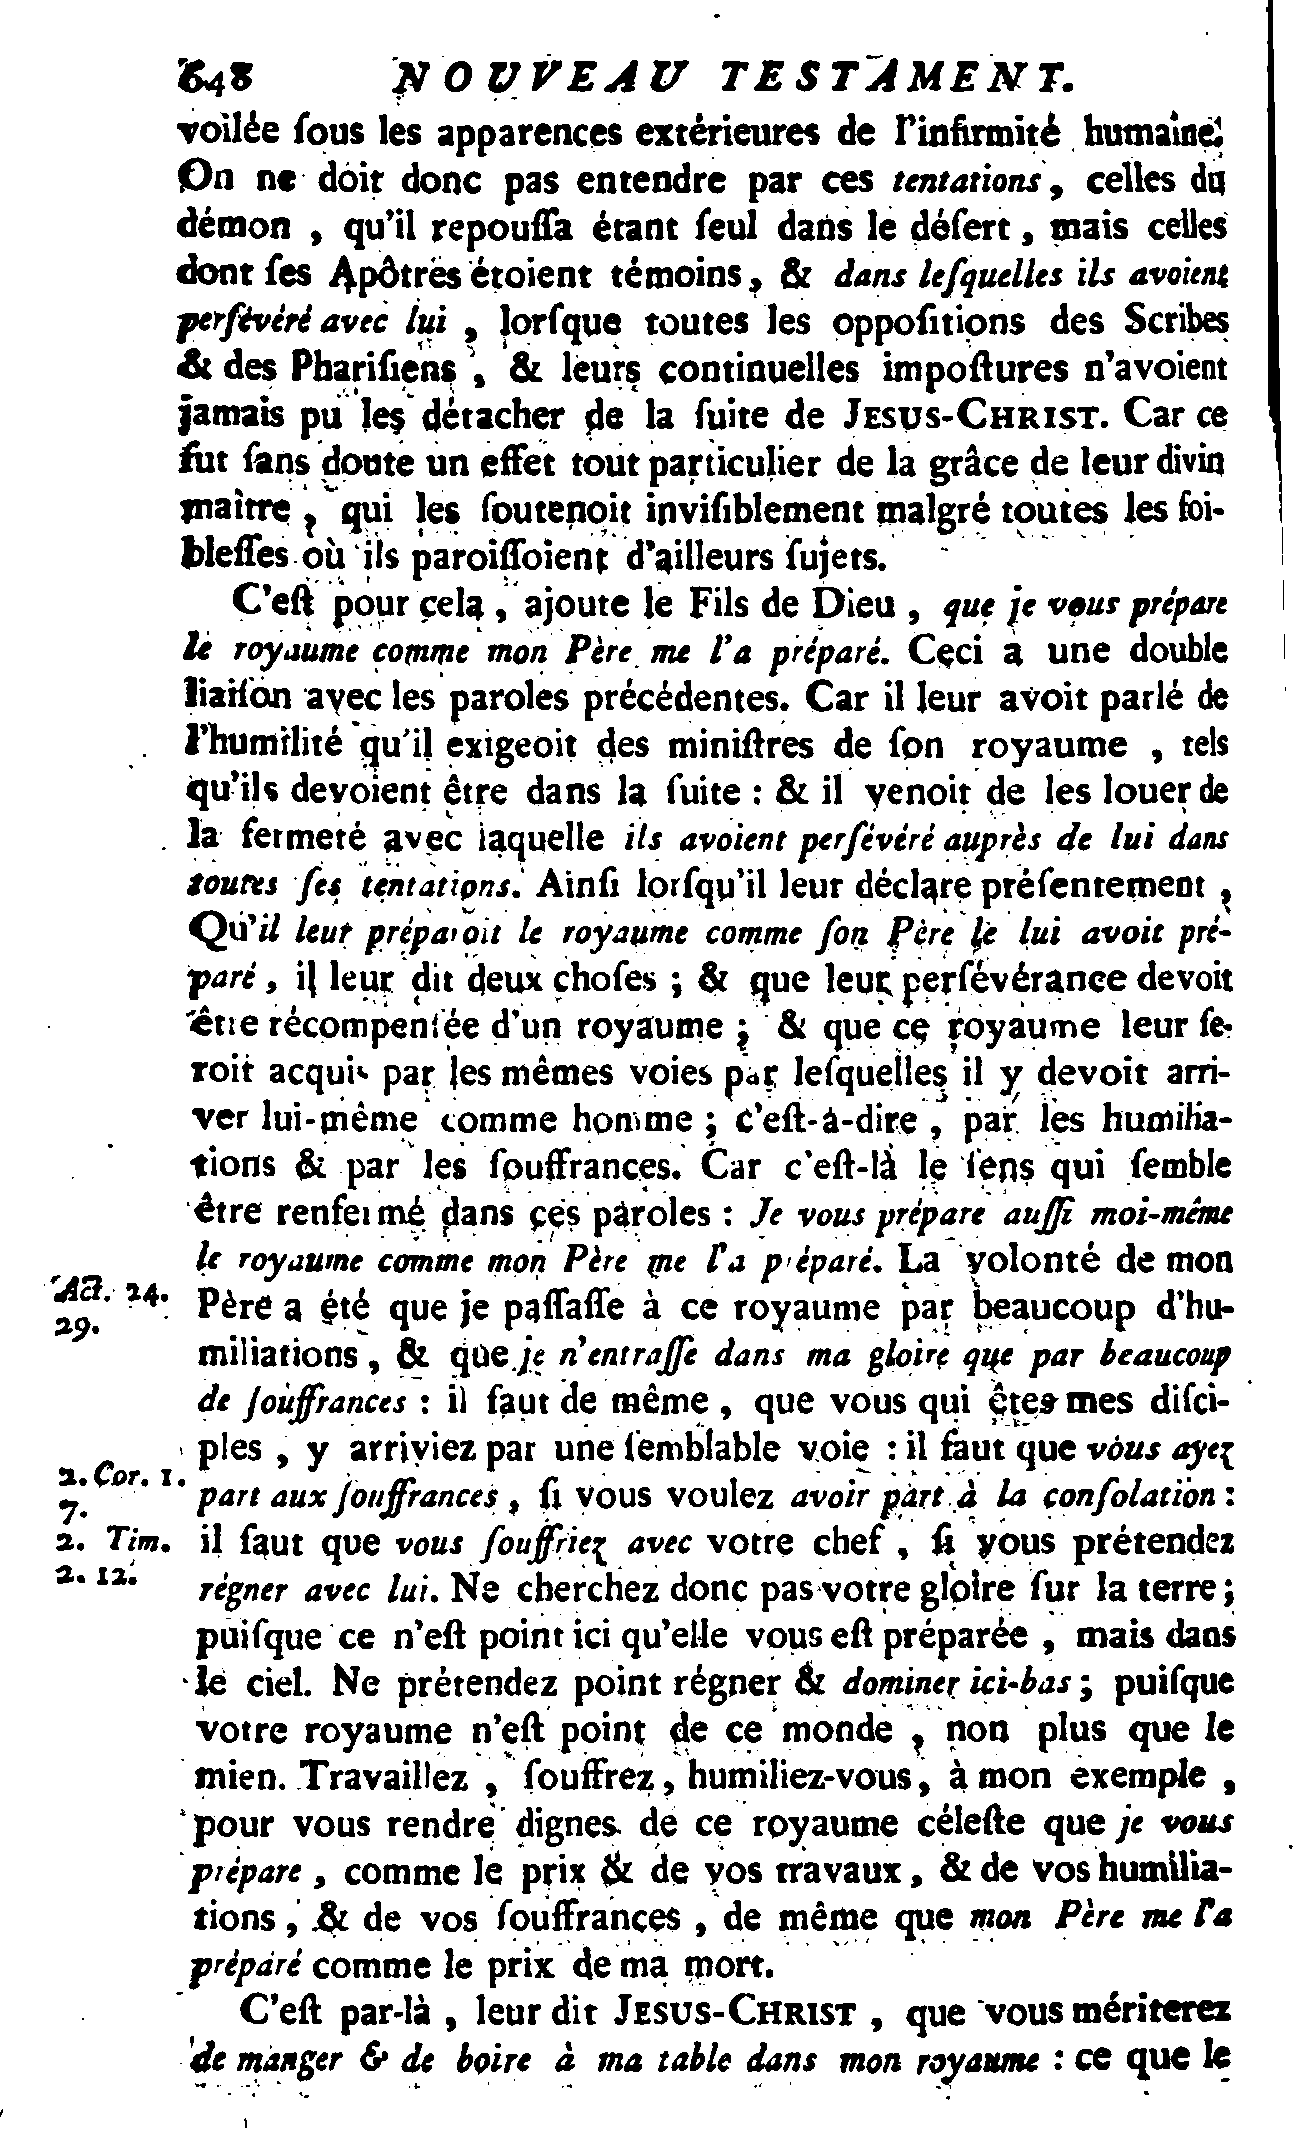 648 NOUVEAU TESTAMENT.
voilée ſous les apparences extérieures de l'infirmité humaine.
On ne doit donc pas entendre par ces tentations, celles du
démon, qu'il repouſſa étant ſeul dans le déſert, mais celles
dont ſes Apôtres étoient témoins, & dans leſquelles ils avoient
perſévéré avec lui, lorſque toutes les oppoſitions des Scribes
& des Phariſiens, & leurs continuelles impoſtures n'avoient
jamais pu les détacher de la ſuite de JESUS-CHRIST. Car ce
fut ſans doute un effet tout particulier de la grâce de leur divin
maître, qui les ſoutenoit inviſiblement malgré toutes les foi-
bleſſes où ils paroiſſoient d'ailleurs ſujets.
C'eſt pour cela, ajoute le Fils de Dieu, que je vous prépare
le royaume comme mon Père me l'a préparé. Ceci a une double
liaiſon avec les paroles précédentes. Car il leur avoit parlé de
l'humilité qu'il exigeoit des miniſtres de ſon royaume, tels
qu'ils devoient être dans la ſuite : & il venoit de les louer de
la fermeté avec laquelle ils avoient perſévéré auprès de lui dans
toutes ſes tentations. Ainſi lorſqu'il leur déclare préſentement,
Qu'il leur préparoit le royaume comme ſon Père le lui avoit pré-
paré, il leur dit deux choſes ; & que leur perſévérance devoit
être récompenſée d'un royaume ; & que ce royaume leur ſe-
roit acquis par les mêmes voies par leſquelles il y devoit arri-
ver lui-même comme homme ; c'eſt-à-dire, par les humilia-
tions & par les ſouffrances. Car c'eſt-là le ſens qui ſemble
être renfermé dans ces paroles : Je vous prépare auſſi moi-même
le royaume comme mon Père me l'a préparé. La volonté de mon
Act. 24. Père a été que je paſſaſſe à ce royaume par beaucoup d'hu-
29.
miliations, & que je n'entraſſe dans ma gloire que par beaucoup
de ſouffrances : il faut de même, que vous qui êtes mes diſci-
ples, y arriviez par une ſemblable voie : il faut que vous ayez
2. Cor. 1. part aux ſouffrances, ſi vous voulez avoir part à la conſolation :
7.
2. Tim. il faut que vous ſouffriez avec votre chef, ſi vous prétendez
2. 12. régner avec lui. Ne cherchez donc pas votre gloire ſur la terre ;
puiſque ce n'eſt point ici qu'elle vous eſt préparée, mais dans
le ciel. Ne prétendez point régner & dominer ici-bas ; puiſque
votre royaume n'eſt point de ce monde, non plus que le
mien. Travaillez, ſouffrez, humiliez-vous, à mon exemple,
pour vous rendre dignes de ce royaume céleſte que je vous
prépare, comme le prix & de vos travaux, & de vos humilia-
tions, & de vos ſouffrances, de même que mon Père me l'a
préparé comme le prix de ma mort.
C'eſt par-là, leur dit JESUS-CHRIST, que vous mériterez
de manger & de boire à ma table dans mon royaume : ce que le